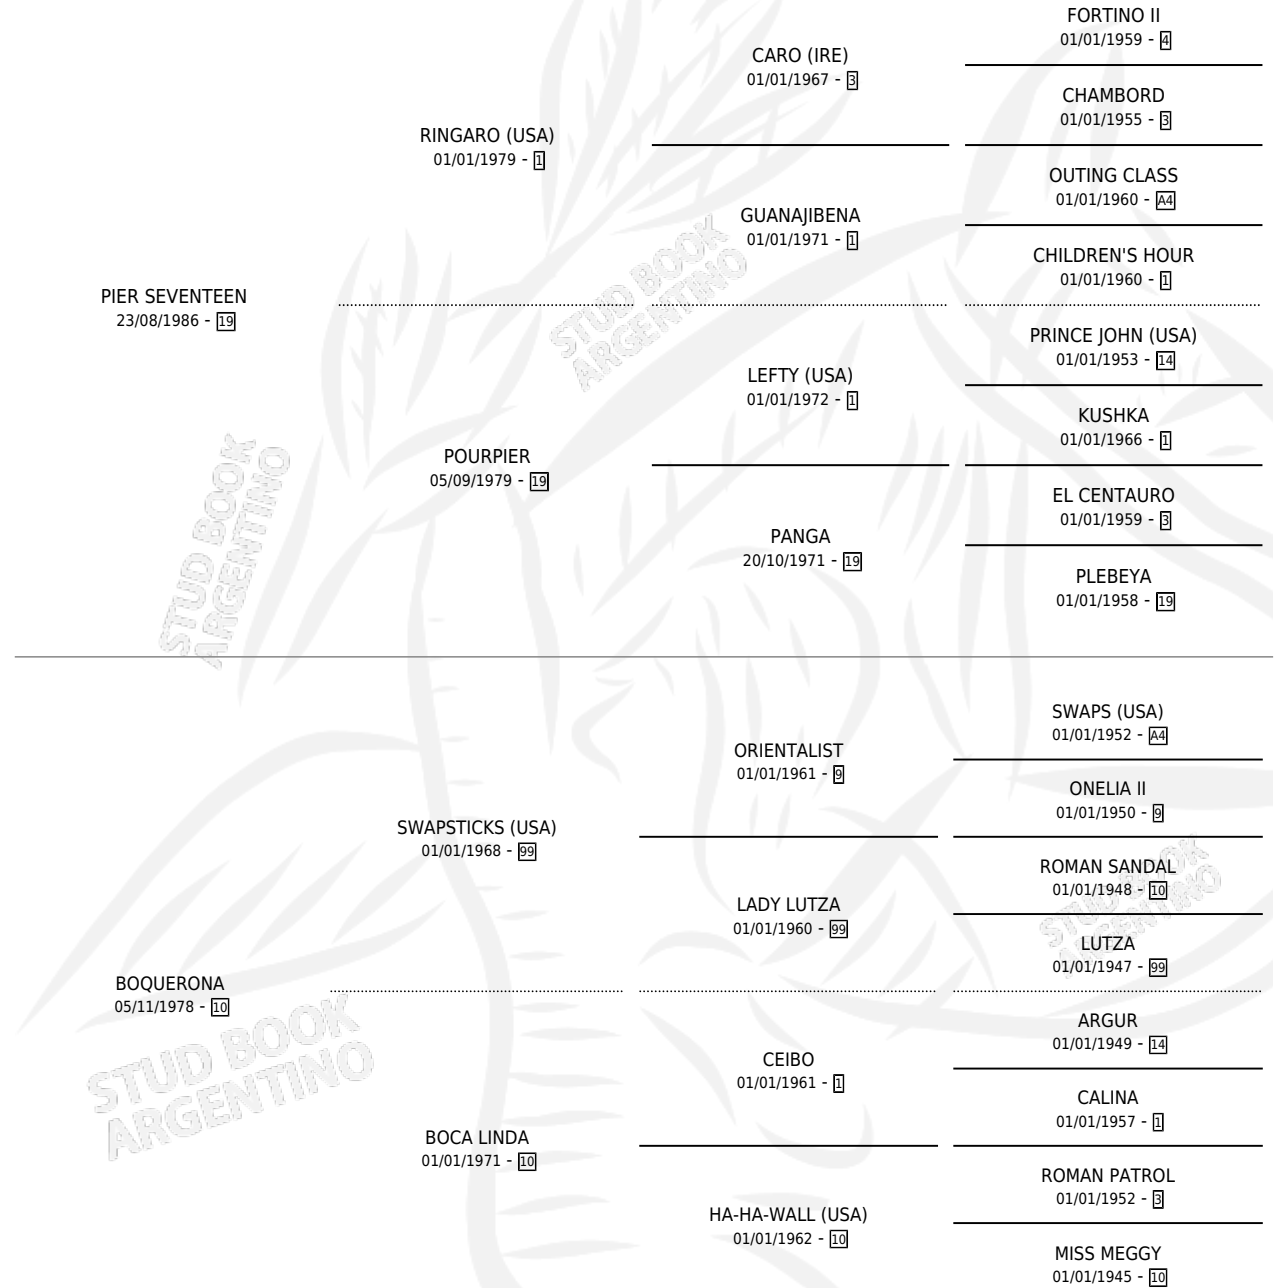 FORTINO II
01/01/1959 - 4
CARO (IRE)
01/01/1967 - 3
CHAMBORD
01/01/1955 - 3
RINGARO (USA)
01/01/1979 - 1
OUTING CLASS
01/01/1960 - A4
GUANAJIBENA
01/01/1971 - 1
CHILDREN'S HOUR
01/01/1960 - 1
PIER SEVENTEEN
23/08/1986 - 19
PRINCE JOHN (USA)
01/01/1953 - 14
LEFTY (USA)
01/01/1972 - 1
KUSHKA
01/01/1966 - 1
POURPIER
05/09/1979 - 19
EL CENTAURO
01/01/1959 - 3
PANGA
20/10/1971 - 19
PLEBEYA
01/01/1958 - 19
SWAPS (USA)
01/01/1952 - A4
ORIENTALIST
01/01/1961 - 9
ONELIA II
01/01/1950 - 9
SWAPSTICKS (USA)
01/01/1968 - 99
ROMAN SANDAL
01/01/1948 - 10
LADY LUTZA
01/01/1960 - 99
LUTZA
01/01/1947 - 99
BOQUERONA
05/11/1978 - 10
ARGUR
01/01/1949 - 14
CEIBO
01/01/1961 - 1
CALINA
01/01/1957 - 1
BOCA LINDA
01/01/1971 - 10
ROMAN PATROL
01/01/1952 - 3
HA-HA-WALL (USA)
01/01/1962 - 10
MISS MEGGY
01/01/1945 - 10
STUD BOOK
ARGENTINO
STUD BOOK
ARGENTINO
STUD BOOK
ARGENTINO
STUD BOOK
ARGENTINO